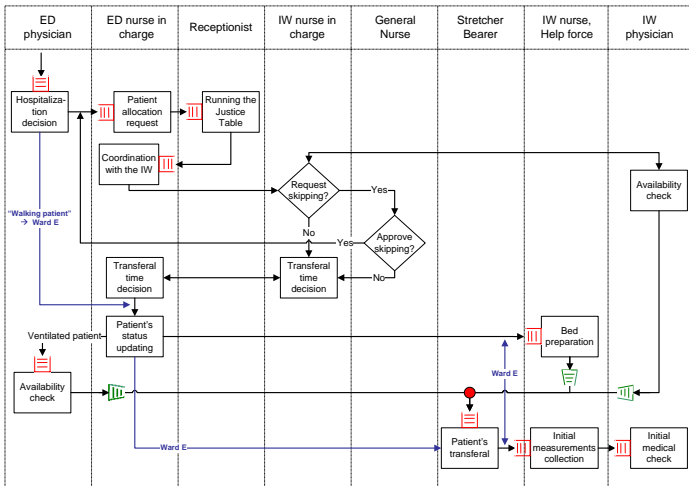 ED
physician
ED nurse in
charge
Receptionist
IW nurse in
charge
General
Nurse
Stretcher
Bearer
IW nurse,
Help force
IW
physician
Hospitaliza-
tion
decision
Patient
allocation
request
Running the
Justice
Table
Coordination
with the IW
Request
skipping?
Yes
Availability
check
"Walking patient"
→ Ward E
No
Yes
Approve
skipping?
No
Transferal
time
decision
Transferal
time
decision
Ventilated patient
Patient's
status
updating
Bed
preparation
Availability
check
Ward E
Ward E
Patient's
transferal
Initial
measurements
collection
Initial
medical
check